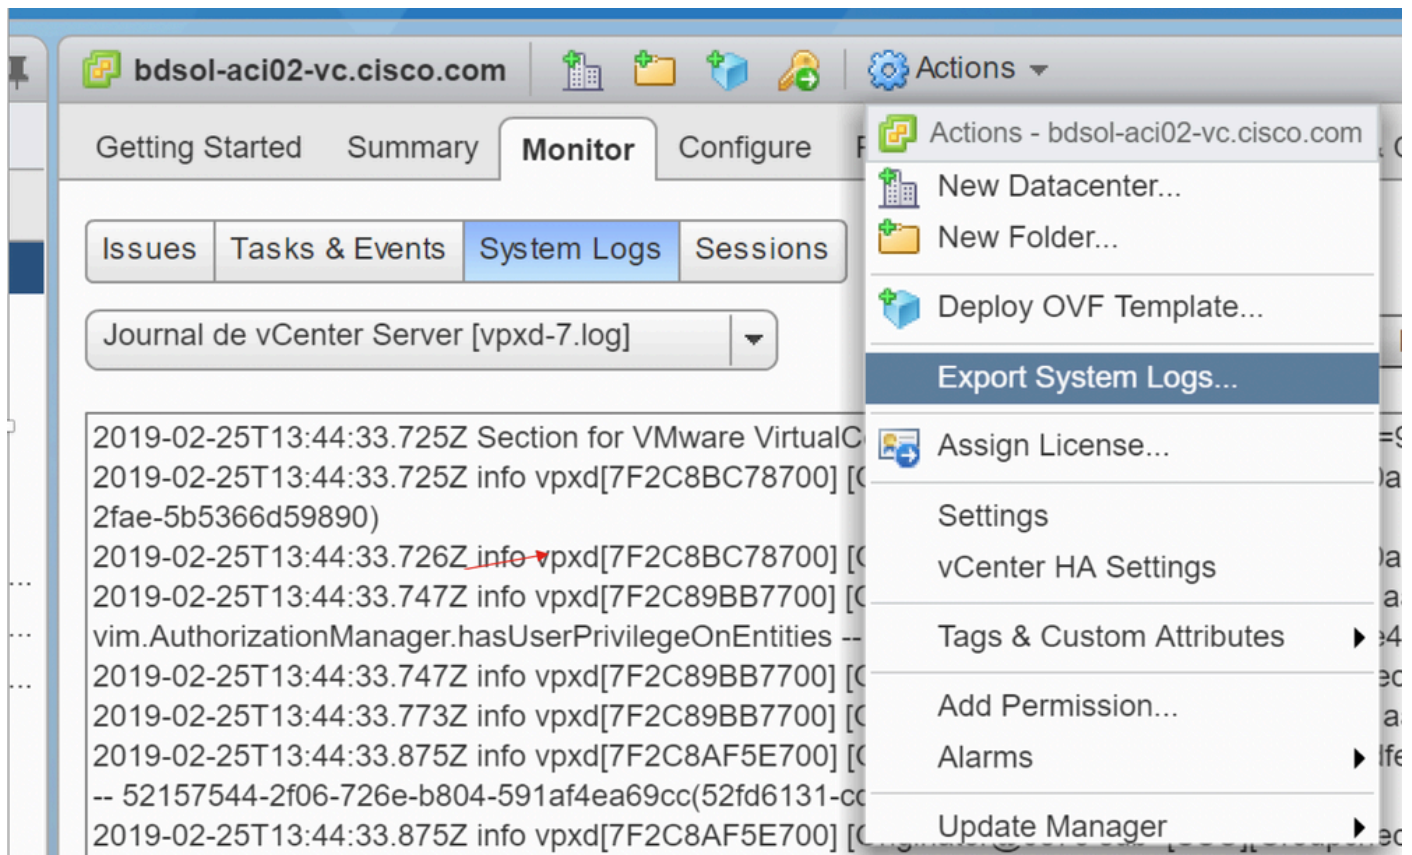 bdsol-aci02-vc.cisco.com
Actions
Getting Started Summary Monitor Configure
Issues Tasks & Events System Logs Sessions
Journal de vCenter Server [vpxd-7.log]
2019-02-25T13:44:33.725Z Section for VMware
2019-02-25T13:44:33.725Z info vpxd[7F2C8BC78700]
2fae-5b5366d59890)
2019-02-25T13:44:33.726Z info vpxd[7F2C8BC78700]
2019-02-25T13:44:33.747Z info vpxd[7F2C89BB7700]
vim.AuthorizationManager.hasUserPrivilegeOnEntities --
2019-02-25T13:44:33.747Z info vpxd[7F2C89BB7700]
2019-02-25T13:44:33.773Z info vpxd[7F2C89BB7700]
2019-02-25T13:44:33.875Z info vpxd[7F2C8AF5E700]
-- 52157544-2f06-726e-b804-591af4ea69cc(52fd6131-cc
2019-02-25T13:44:33.875Z info vpxd[7F2C8AF5E700]
Actions - bdsol-aci02-vc.cisco.com
New Datacenter...
New Folder...
Deploy OVF Template...
Export System Logs...
Assign License...
Settings
vCenter HA Settings
Tags & Custom Attributes
Add Permission...
Alarms
Update Manager